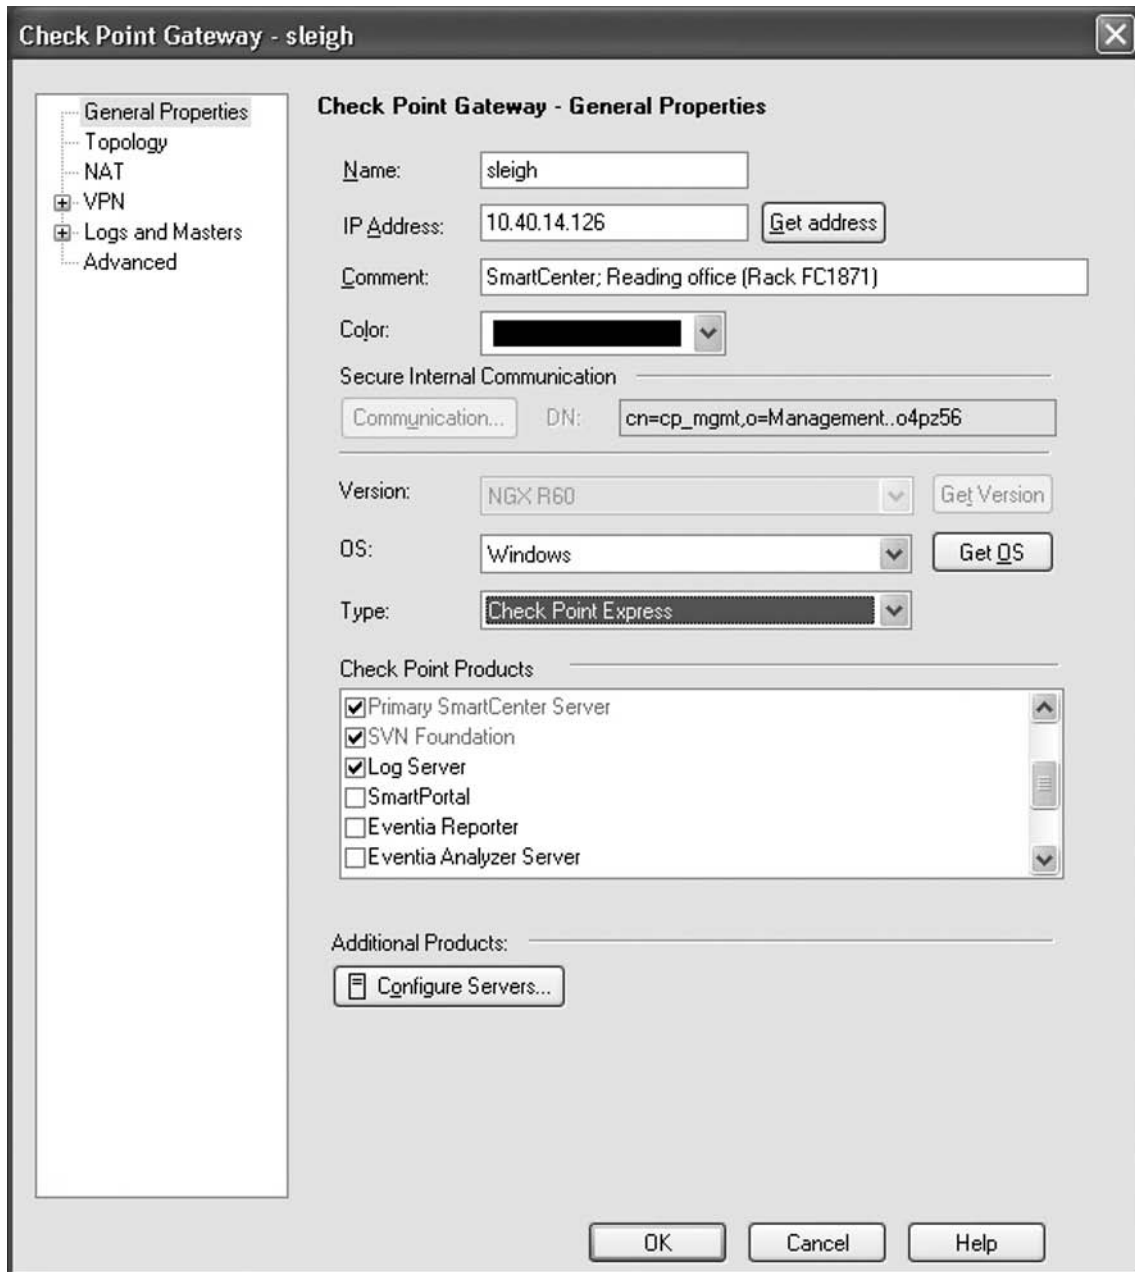 Check Point Gateway - sleigh
General Properties
Topology
NAT
VPN
Logs and Masters
Advanced
Check Point Gateway - General Properties
Name: sleigh
IP Address: 10.40.14.126 Get address
Comment: SmartCenter; Reading office (Rack FC1871)
Color:
Secure Internal Communication
Communication... DN: cn=cp_mgmt,o=Management..o4pz56
Version: NGX R60 Get Version
OS: Windows Get OS
Type: Check Point Express
Check Point Products
Primary SmartCenter Server
SVN Foundation
Log Server
SmartPortal
Eventia Reporter
Eventia Analyzer Server
Additional Products:
Configure Servers...
OK Cancel Help